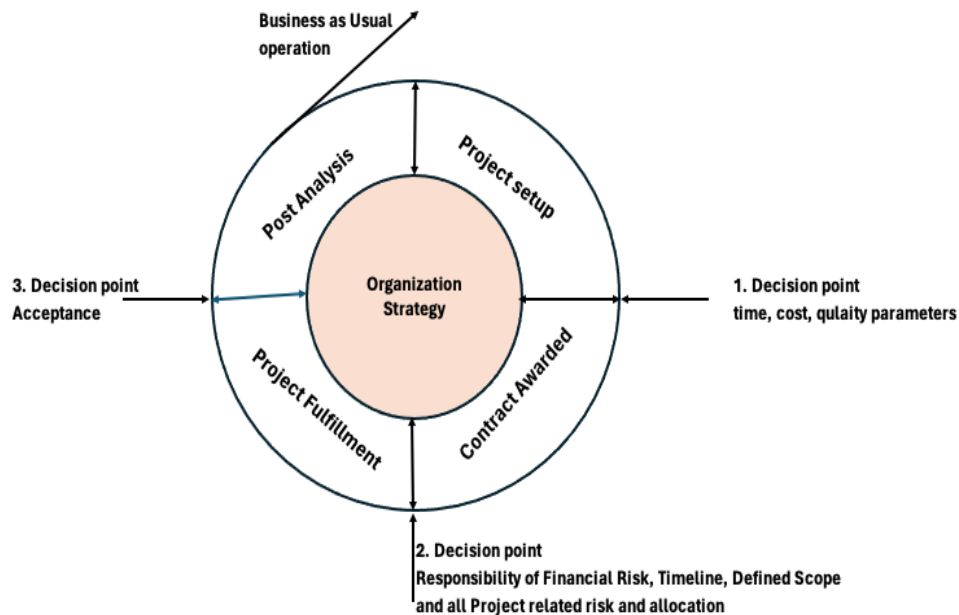 Business as Usual
operation
Post Analysis
Project setup
Organization
Strategy
3. Decision point
Acceptance
1. Decision point
time, cost, qulaity parameters
Project Fulfillment
Contract Awarded
2. Decision point
Responsibility of Financial Risk, Timeline, Defined Scope
and all Project related risk and allocation